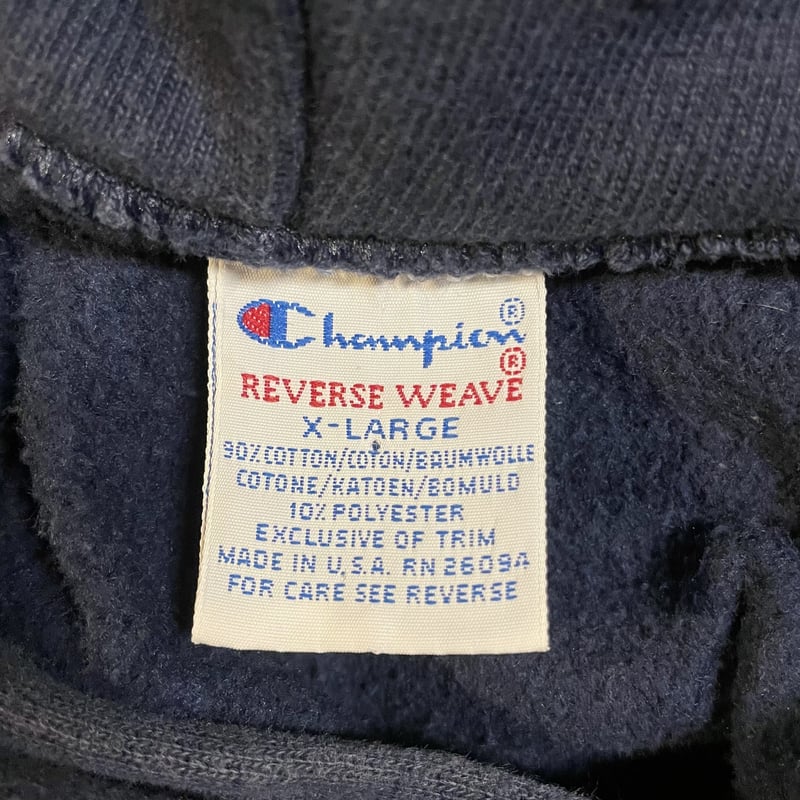 Champion®
REVERSE WEAVE®
X-LARGE
90% COTTON/COTON/BAUMWOLLE
COTONE/KATOEN/BOMULD
10% POLYESTER
EXCLUSIVE OF TRIM
MADE IN U.S.A. RN 26094
FOR CARE SEE REVERSE